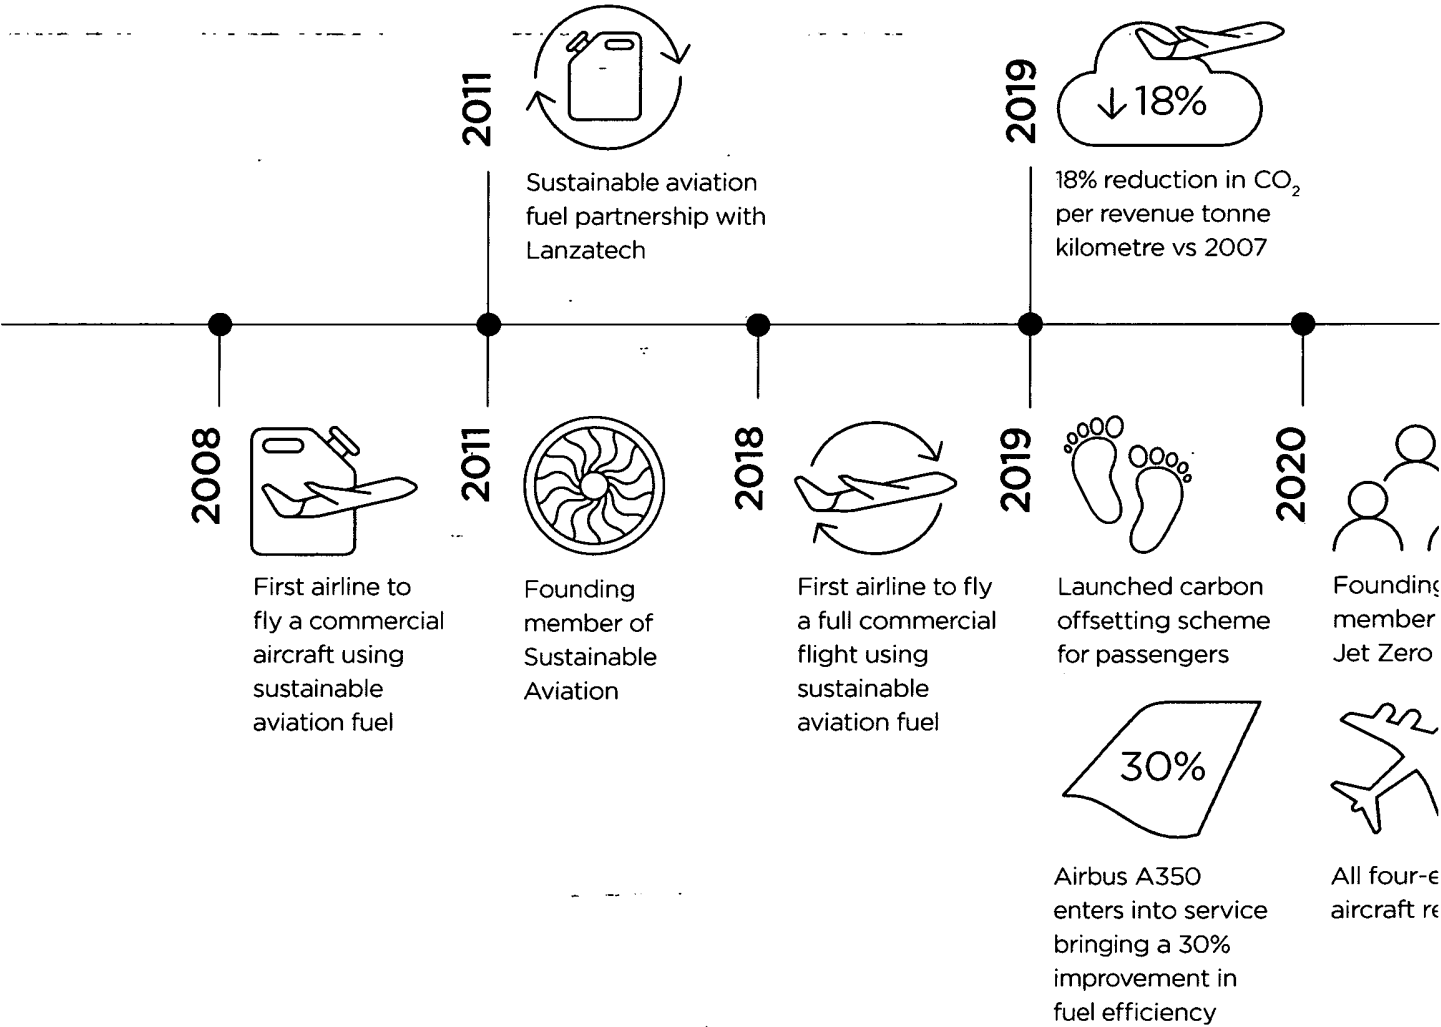 2011
Sustainable aviation
fuel partnership with
Lanzatech
2019
↓18%
18% reduction in CO₂
per revenue tonne
kilometre vs 2007
2008
First airline to
fly a commercial
aircraft using
sustainable
aviation fuel
2011
Founding
member of
Sustainable
Aviation
2018
First airline to fly
a full commercial
flight using
sustainable
aviation fuel
2019
Launched carbon
offsetting scheme
for passengers
30%
Airbus A350
enters into service
bringing a 30%
improvement in
fuel efficiency
2020
member
Jet Zero
All
aircraft